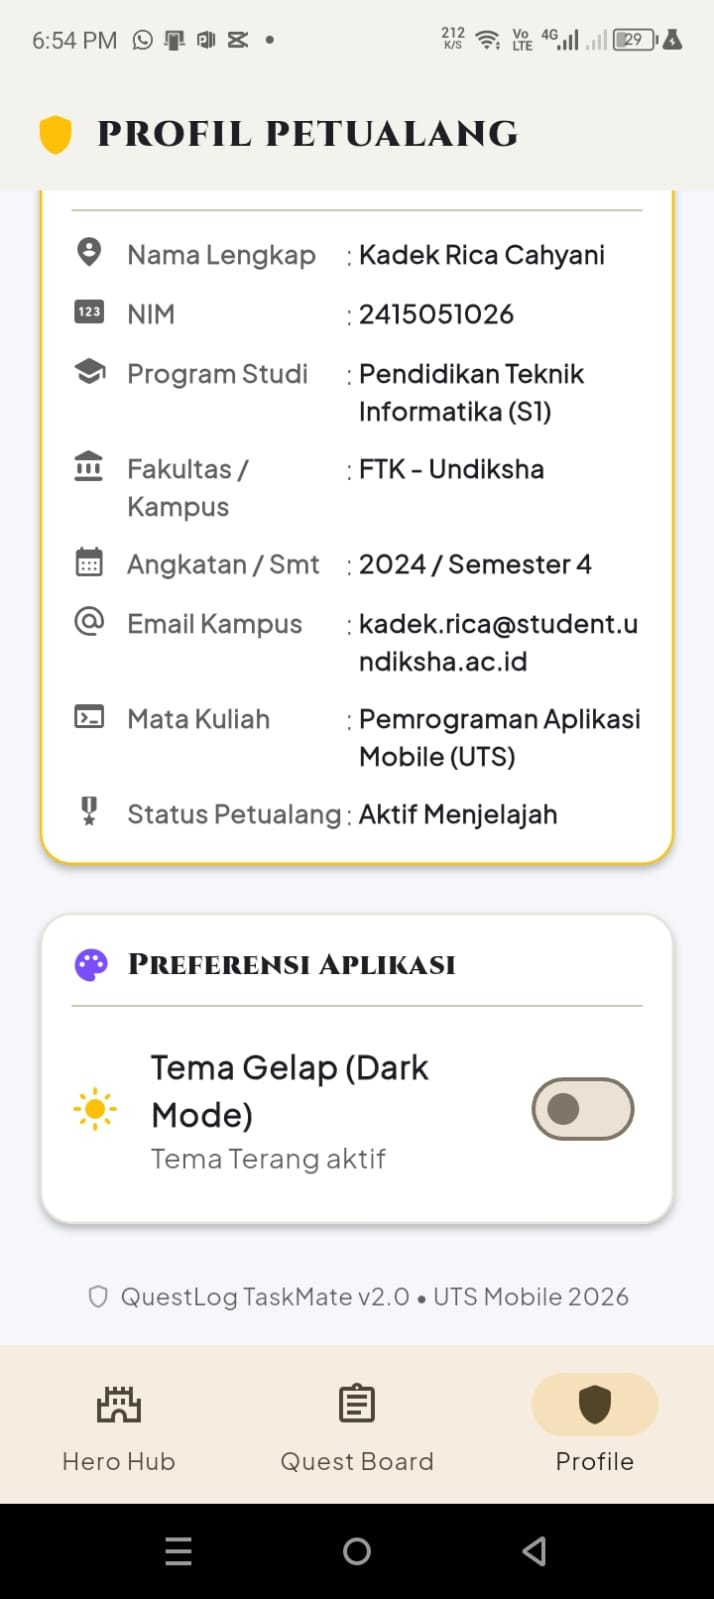 6:54 PM 212 K/S Vo LTE 4G 29
PROFIL PETUALANG
Nama Lengkap : Kadek Rica Cahyani
123 NIM : 2415051026
Program Studi : Pendidikan Teknik
Informatika (S1)
Fakultas / : FTK - Undiksha
Kampus
Angkatan / Smt : 2024 / Semester 4
Email Kampus : kadek.rica@student.u
ndiksha.ac.id
Mata Kuliah : Pemrograman Aplikasi
Mobile (UTS)
Status Petualang : Aktif Menjelajah
PREFERENSI APLIKASI
Tema Gelap (Dark
Mode)
Tema Terang aktif
QuestLog TaskMate v2.0 • UTS Mobile 2026
Hero Hub Quest Board Profile